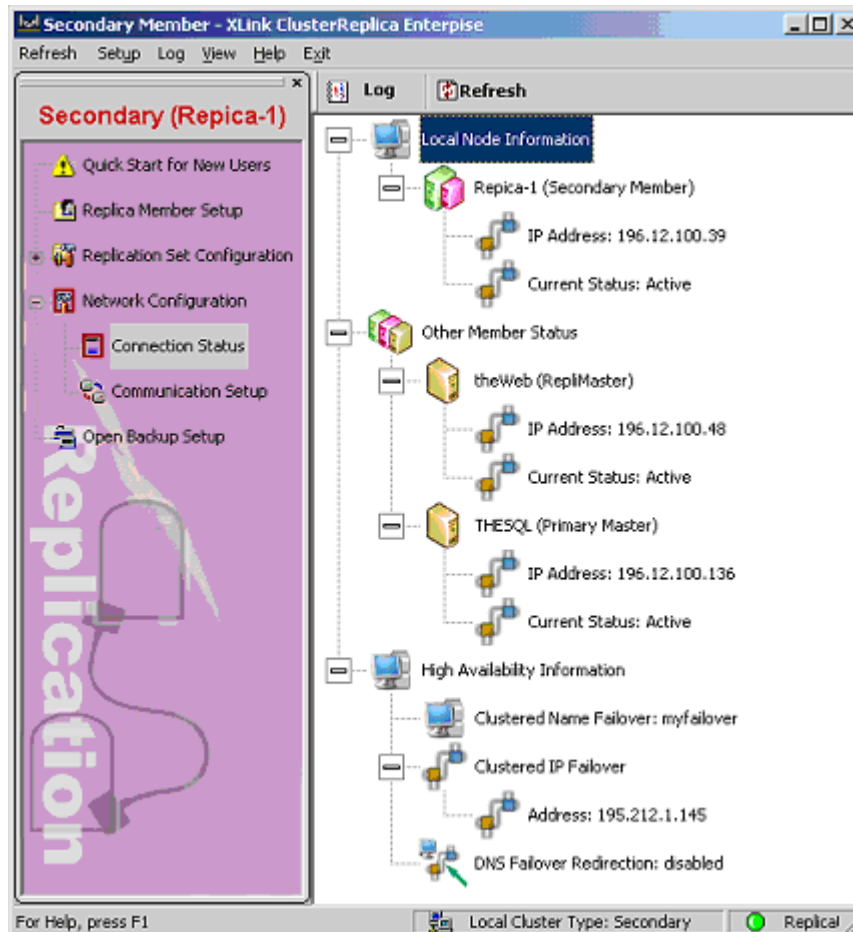 Secondary Member - XLink ClusterReplica Enterpise
Refresh Setup Log View Help Exit
Secondary (Repica-1)
Quick Start for New Users
Replica Member Setup
Replication Set Configuration
Network Configuration
Connection Status
Communication Setup
Open Backup Setup
Replication
Log Refresh
Local Node Information
Repica-1 (Secondary Member)
IP Address: 196.12.100.39
Current Status: Active
Other Member Status
theWeb (RepliMaster)
IP Address: 196.12.100.48
Current Status: Active
THESQL (Primary Master)
IP Address: 196.12.100.136
Current Status: Active
High Availability Information
Clustered Name Failover: myfailover
Clustered IP Failover
Address: 195.212.1.145
DNS Failover Redirection: disabled
For Help, press F1
Local Cluster Type: Secondary
Replical